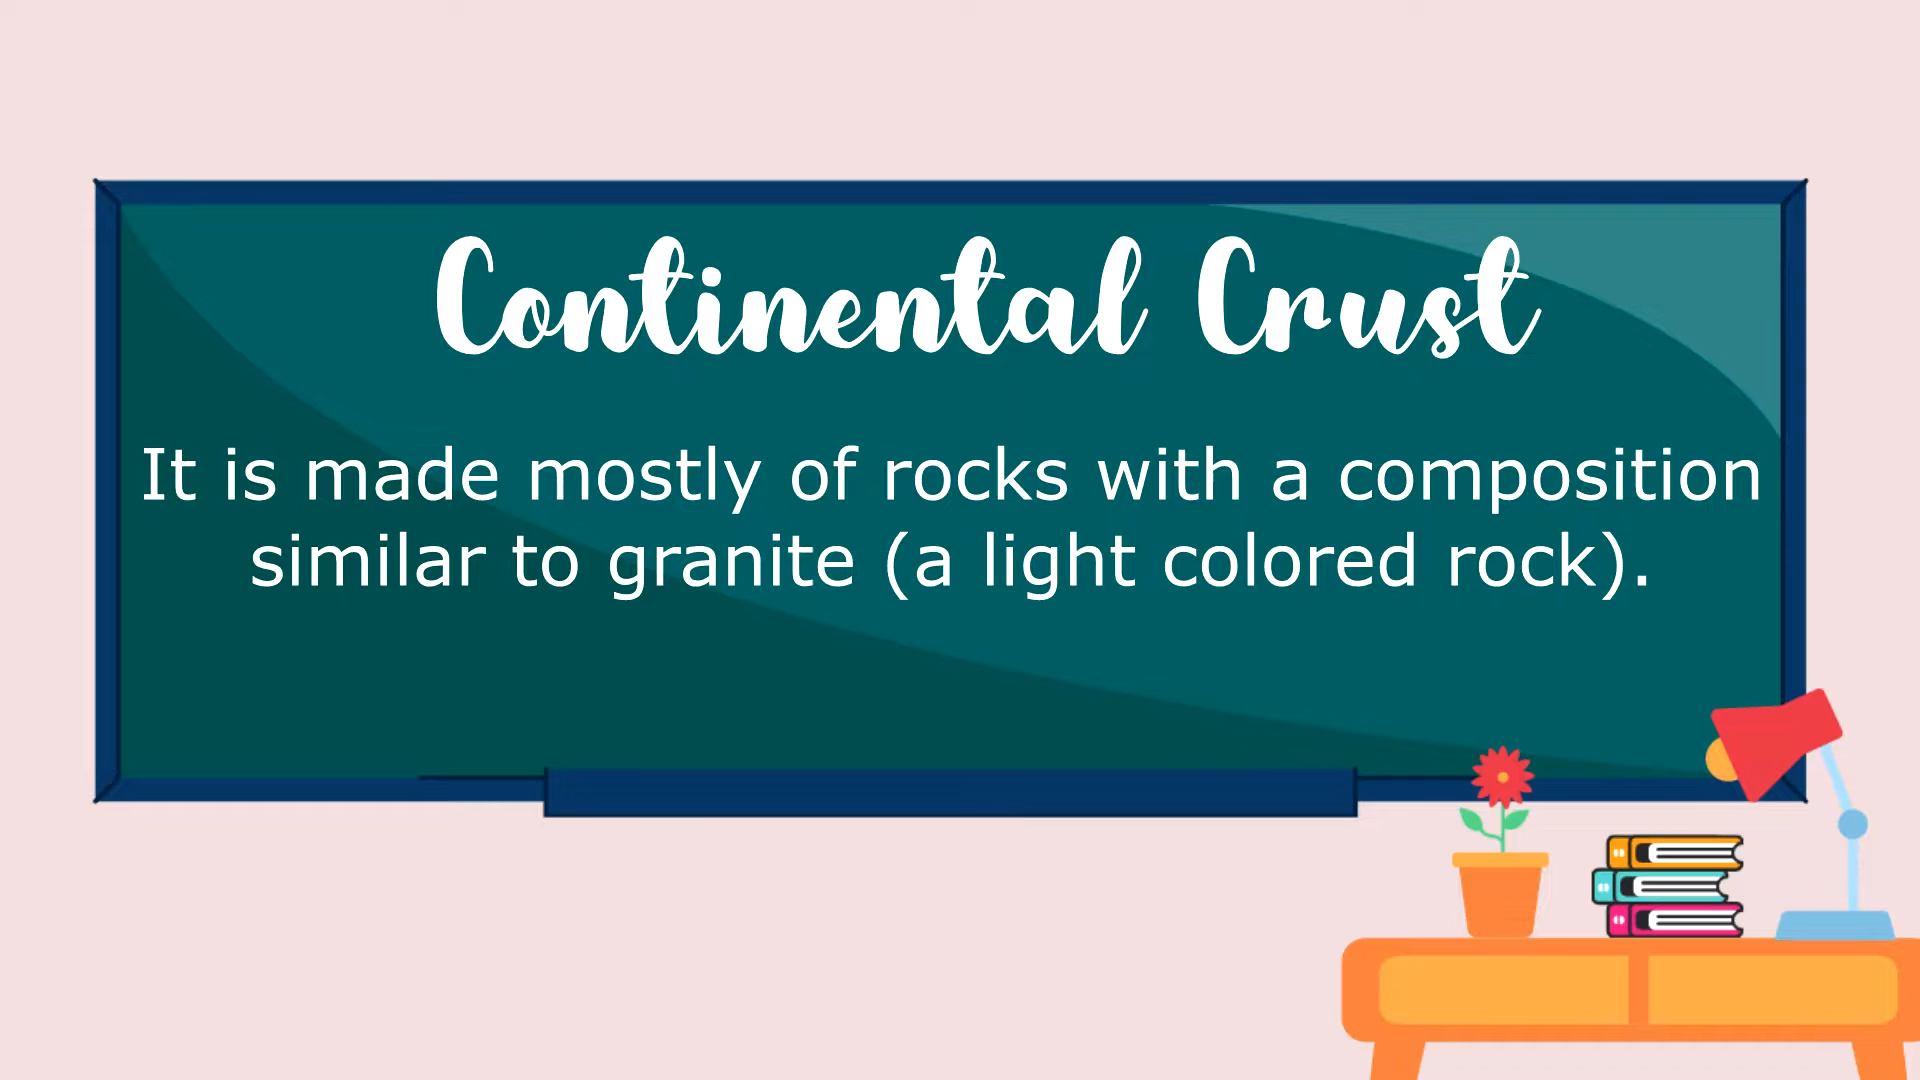 Continental Crust
It is made mostly of rocks with a composition
similar to granite (a light colored rock).